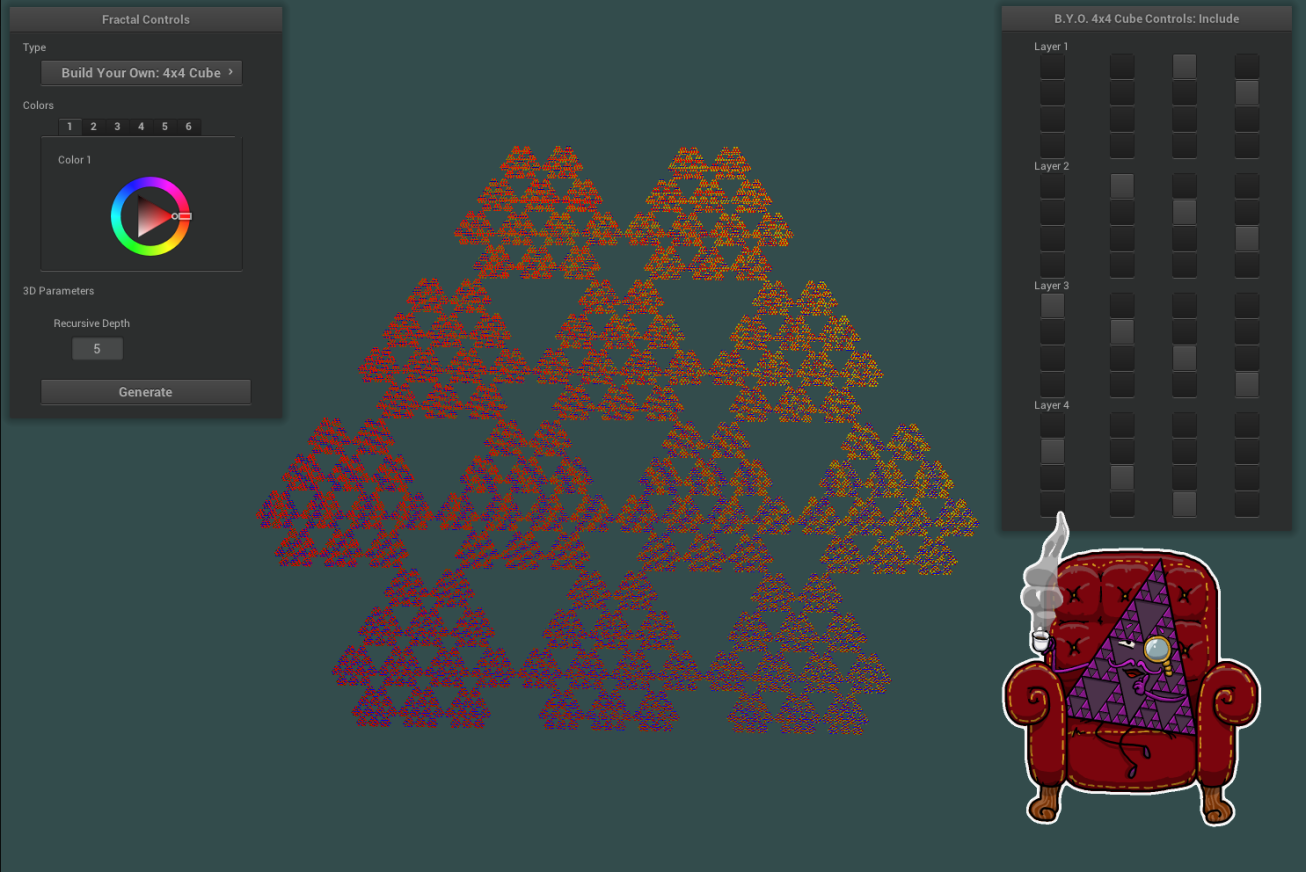 Fractal Controls
Type
Build Your Own: 4x4 Cube ›
Colors
1 2 3 4 5 6
Color 1
3D Parameters
Recursive Depth
5
Generate
B.Y.O. 4x4 Cube Controls: Include
Layer 1
Layer 2
Layer 3
Layer 4